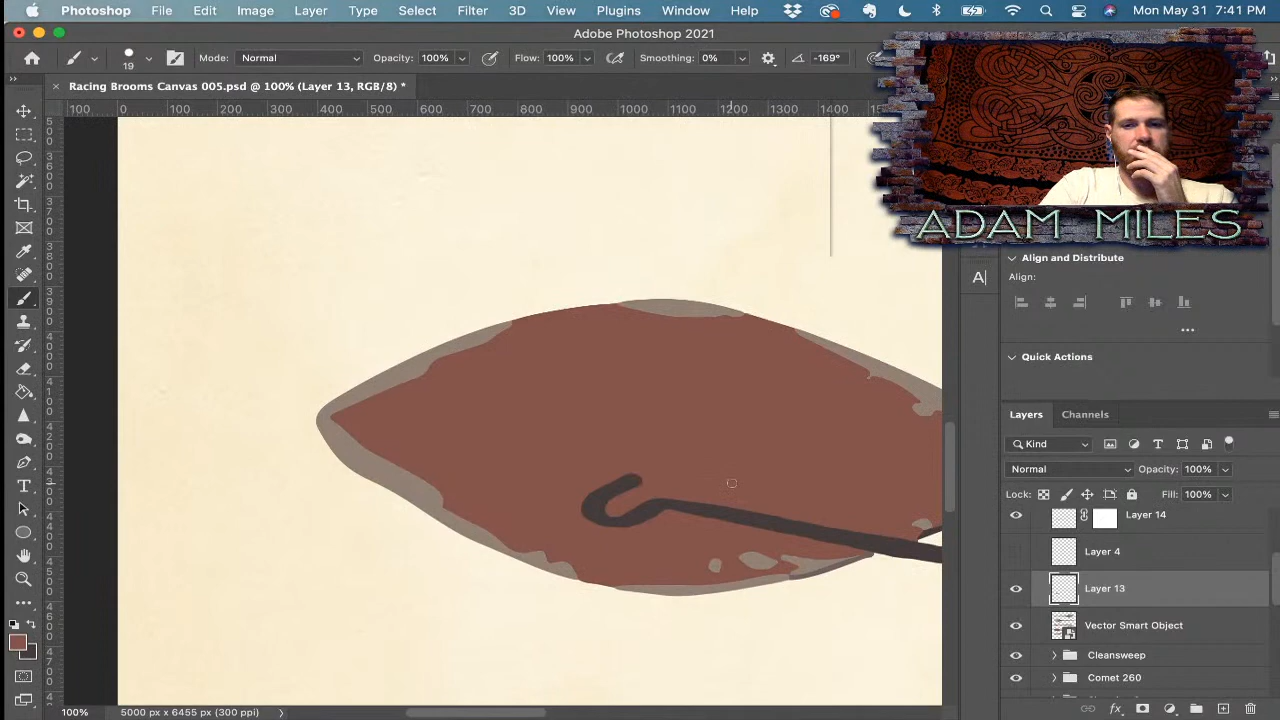 Photoshop File Edit Image Layer Type Select Filter 3D View Plugins Window Help Mon May 31 7:41 PM
Adobe Photoshop 2021
19 Mode: Normal Opacity: 100% Flow: 100% Smoothing: 0% -169°
× Racing Brooms Canvas 005.psd @ 100% (Layer 13, RGB/8) *
100 0 100 200 300 400 500 600 700 800 900 1000 1100 1200 1300 1400
ADAM MILES
Align and Distribute
Align:
A|
Quick Actions
Layers Channels
Kind
Normal Opacity: 100%
Lock: Fill: 100%
Layer 14
Layer 4
Layer 13
Vector Smart Object
Cleansweep
Comet 260
fx
100% 5000 px x 6455 px (300 ppi)